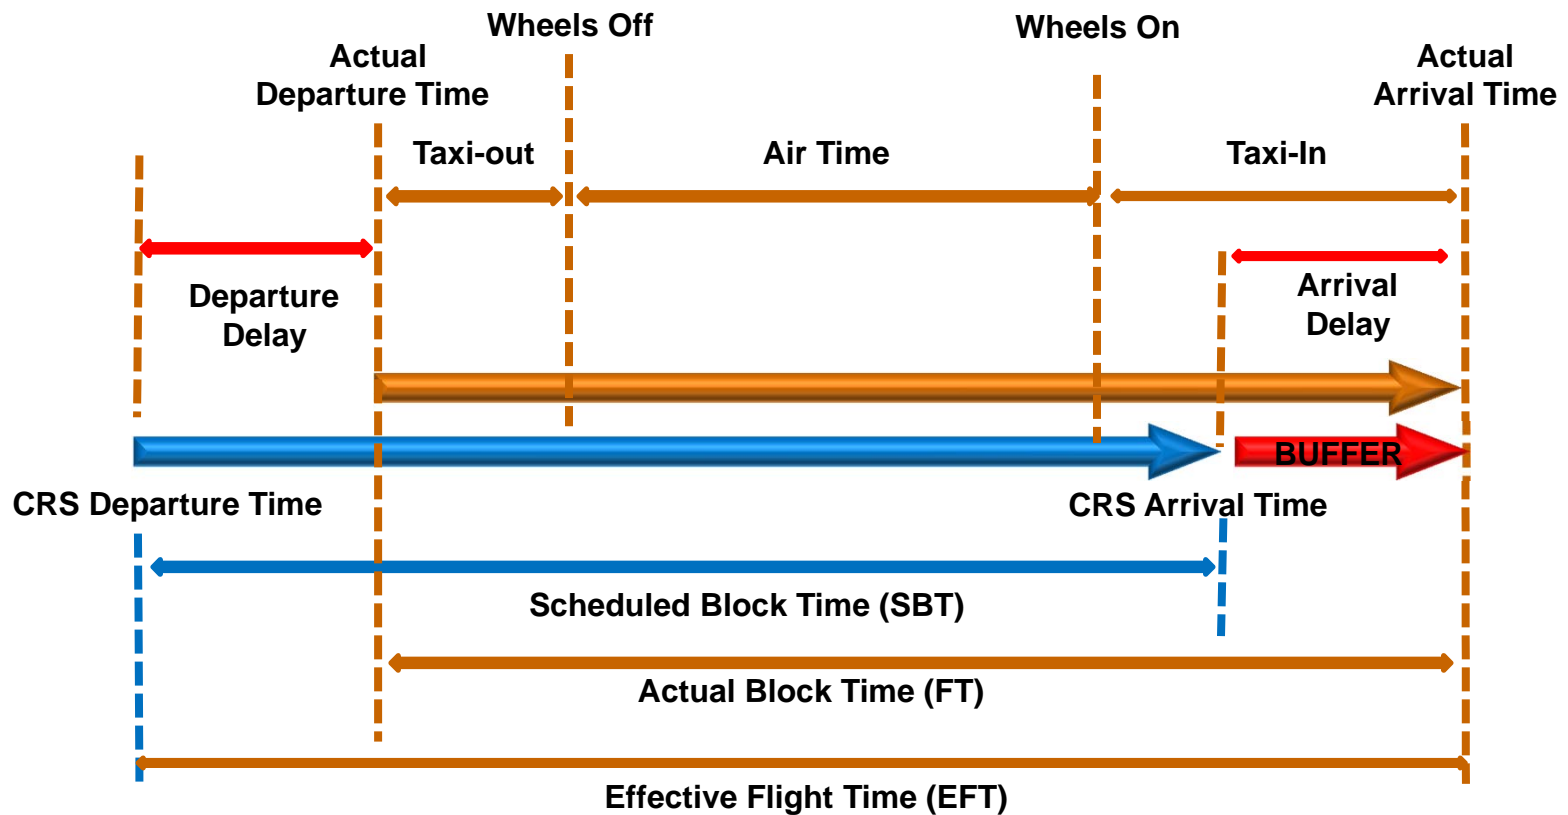 Wheels Off
Wheels On
Actual
Departure Time
Actual
Arrival Time
Taxi-out
Air Time
Taxi-In
Departure
Delay
Arrival
Delay
BUFFER
CRS Departure Time
CRS Arrival Time
Scheduled Block Time (SBT)
Actual Block Time (FT)
Effective Flight Time (EFT)